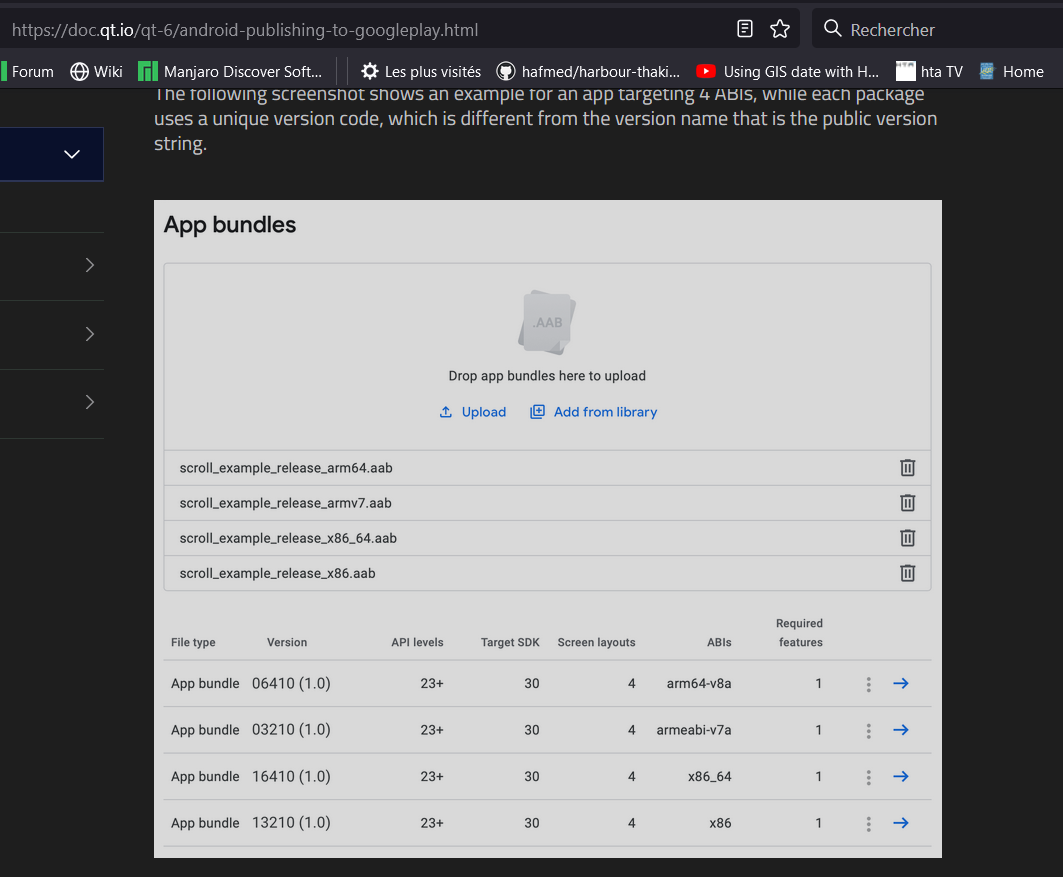 https://doc.qt.io/qt-6/android-publishing-to-googleplay.html
Rechercher
Forum
Wiki
Manjaro Discover Soft...
Les plus visités
hafmed/harbour-thaki...
Using GIS date with H...
hta TV
Home
The following screenshot shows an example for an app targeting 4 ABIs, while each package
uses a unique version code, which is different from the version name that is the public version
string.
App bundles
.AAB
Drop app bundles here to upload
Upload
Add from library
scroll_example_release_arm64.aab
scroll_example_release_armv7.aab
scroll_example_release_x86_64.aab
scroll_example_release_x86.aab
File type Version API levels Target SDK Screen layouts ABIs Required features
App bundle 06410 (1.0) 23+ 30 4 arm64-v8a 1
App bundle 03210 (1.0) 23+ 30 4 armeabi-v7a 1
App bundle 16410 (1.0) 23+ 30 4 x86_64 1
App bundle 13210 (1.0) 23+ 30 4 x86 1